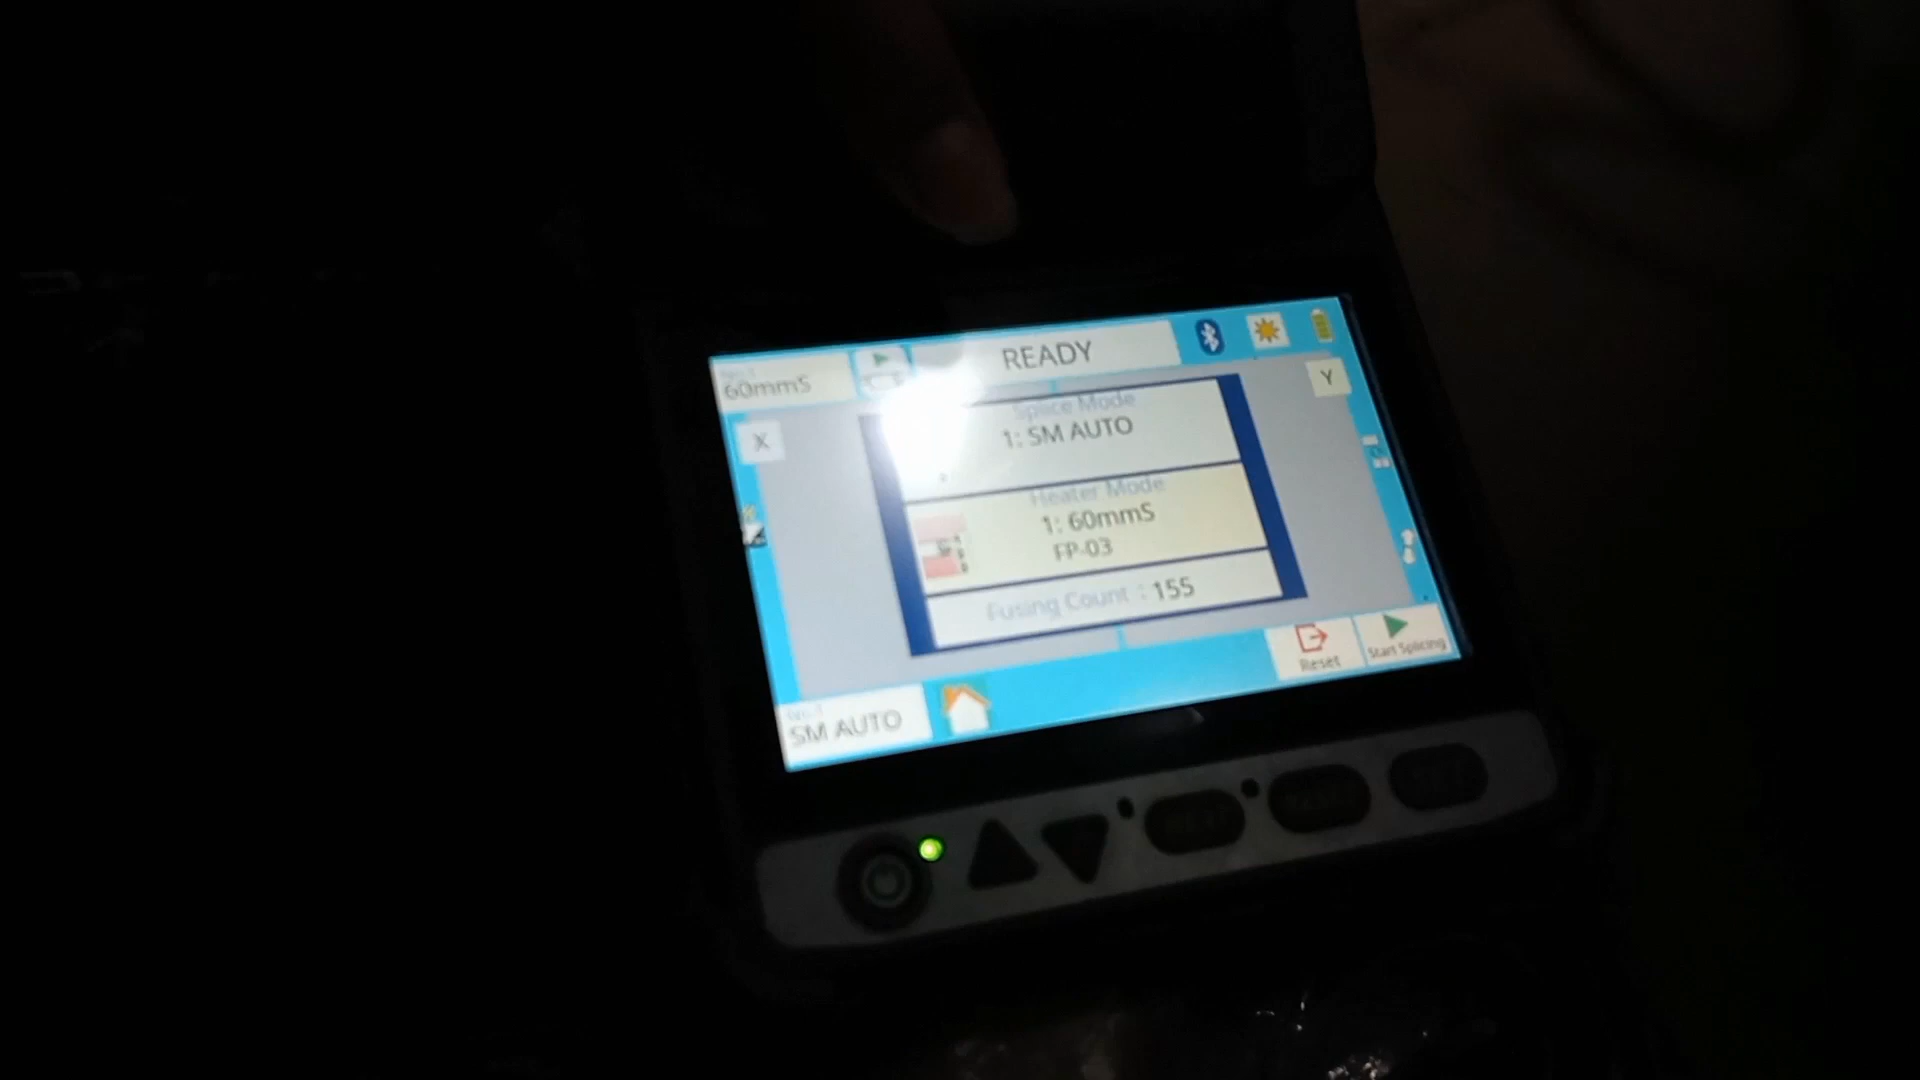 60mmS
READY
Y
X
Splice Mode
1: SM AUTO
Heater Mode
1: 60mmS
FP-03
Fusing Count : 155
Reset
Start Splicing
SM AUTO